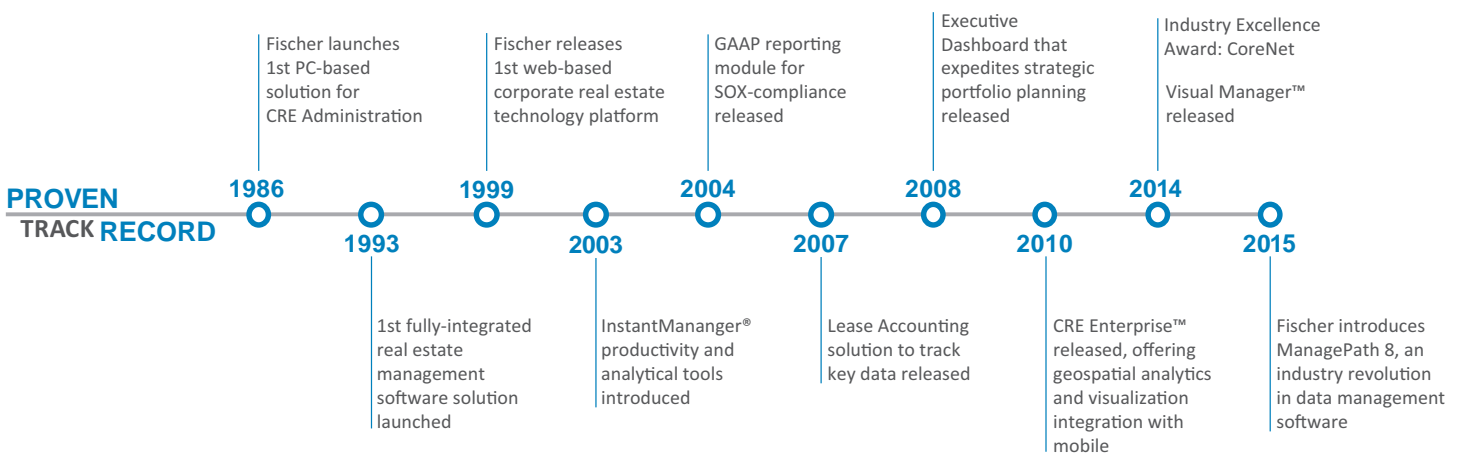 PROVEN
TRACK RECORD
1986
Fischer launches
1st PC-based
solution for
CRE Administration
1993
1st fully-integrated
real estate
management
software solution
launched
1999
Fischer releases
1st web-based
corporate real estate
technology platform
2003
InstantMananger®
productivity and
analytical tools
introduced
2004
GAAP reporting
module for
SOX-compliance
released
2007
Lease Accounting
solution to track
key data released
2008
Executive
Dashboard that
expedites strategic
portfolio planning
released
2010
CRE Enterprise™
released, offering
geospatial analytics
and visualization
integration with
mobile
2014
Industry Excellence
Award: CoreNet
Visual Manager™
released
2015
Fischer introduces
ManagePath 8, an
industry revolution
in data management
software